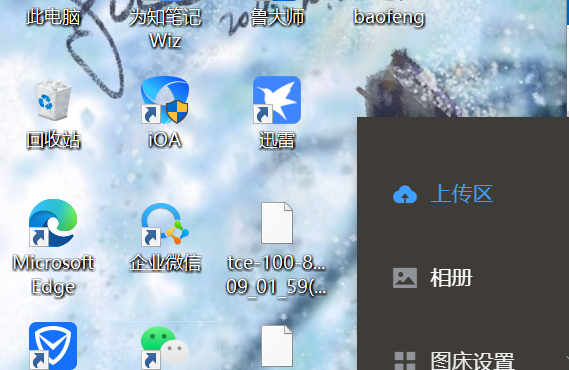 此电脑
为知笔记
Wiz
鲁大师
baofeng
回收站
iOA
迅雷
Microsoft
Edge
企业微信
tce-100-8...
09_01_59(...
上传区
相册
图床设置